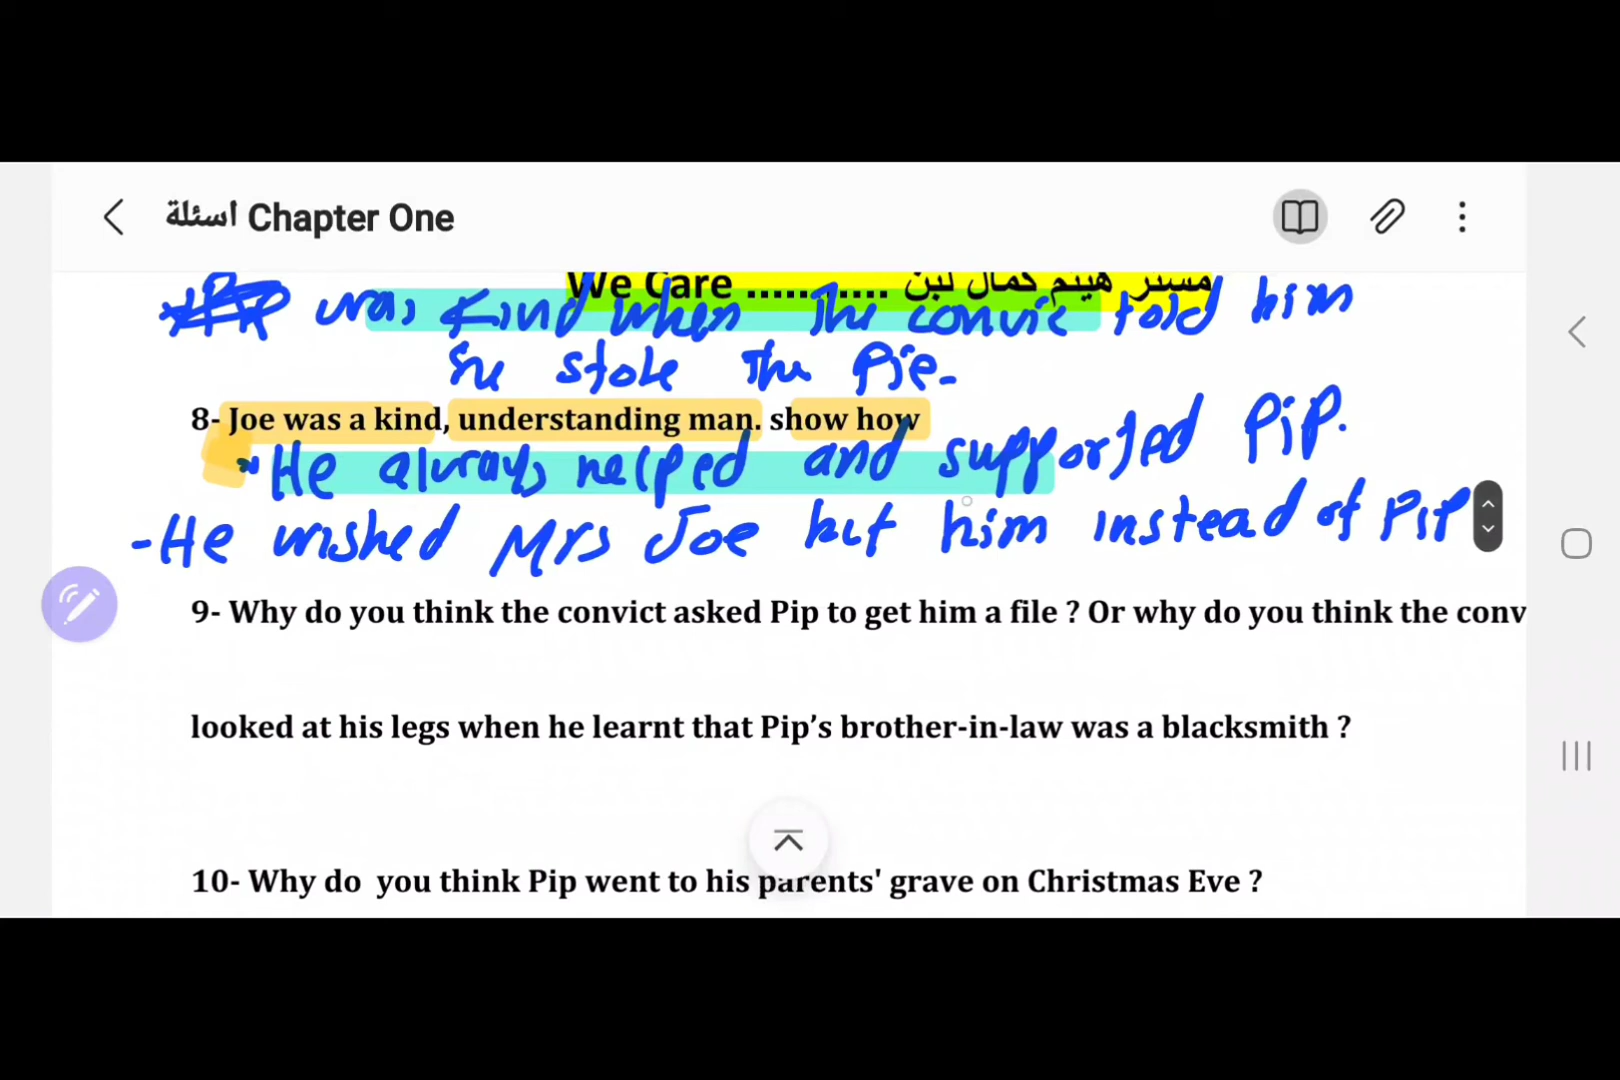 اسئلة Chapter One
We Care ............ مستر هيثم كمال لبن
was kind when The convic told him
he stole The Pie-
8- Joe was a kind, understanding man. show how
He always helped and supported Pip.
-He wished Mrs Joe hit him instead of Pip
9- Why do you think the convict asked Pip to get him a file ? Or why do you think the conv
looked at his legs when he learnt that Pip's brother-in-law was a blacksmith ?
10- Why do you think Pip went to his parents' grave on Christmas Eve ?